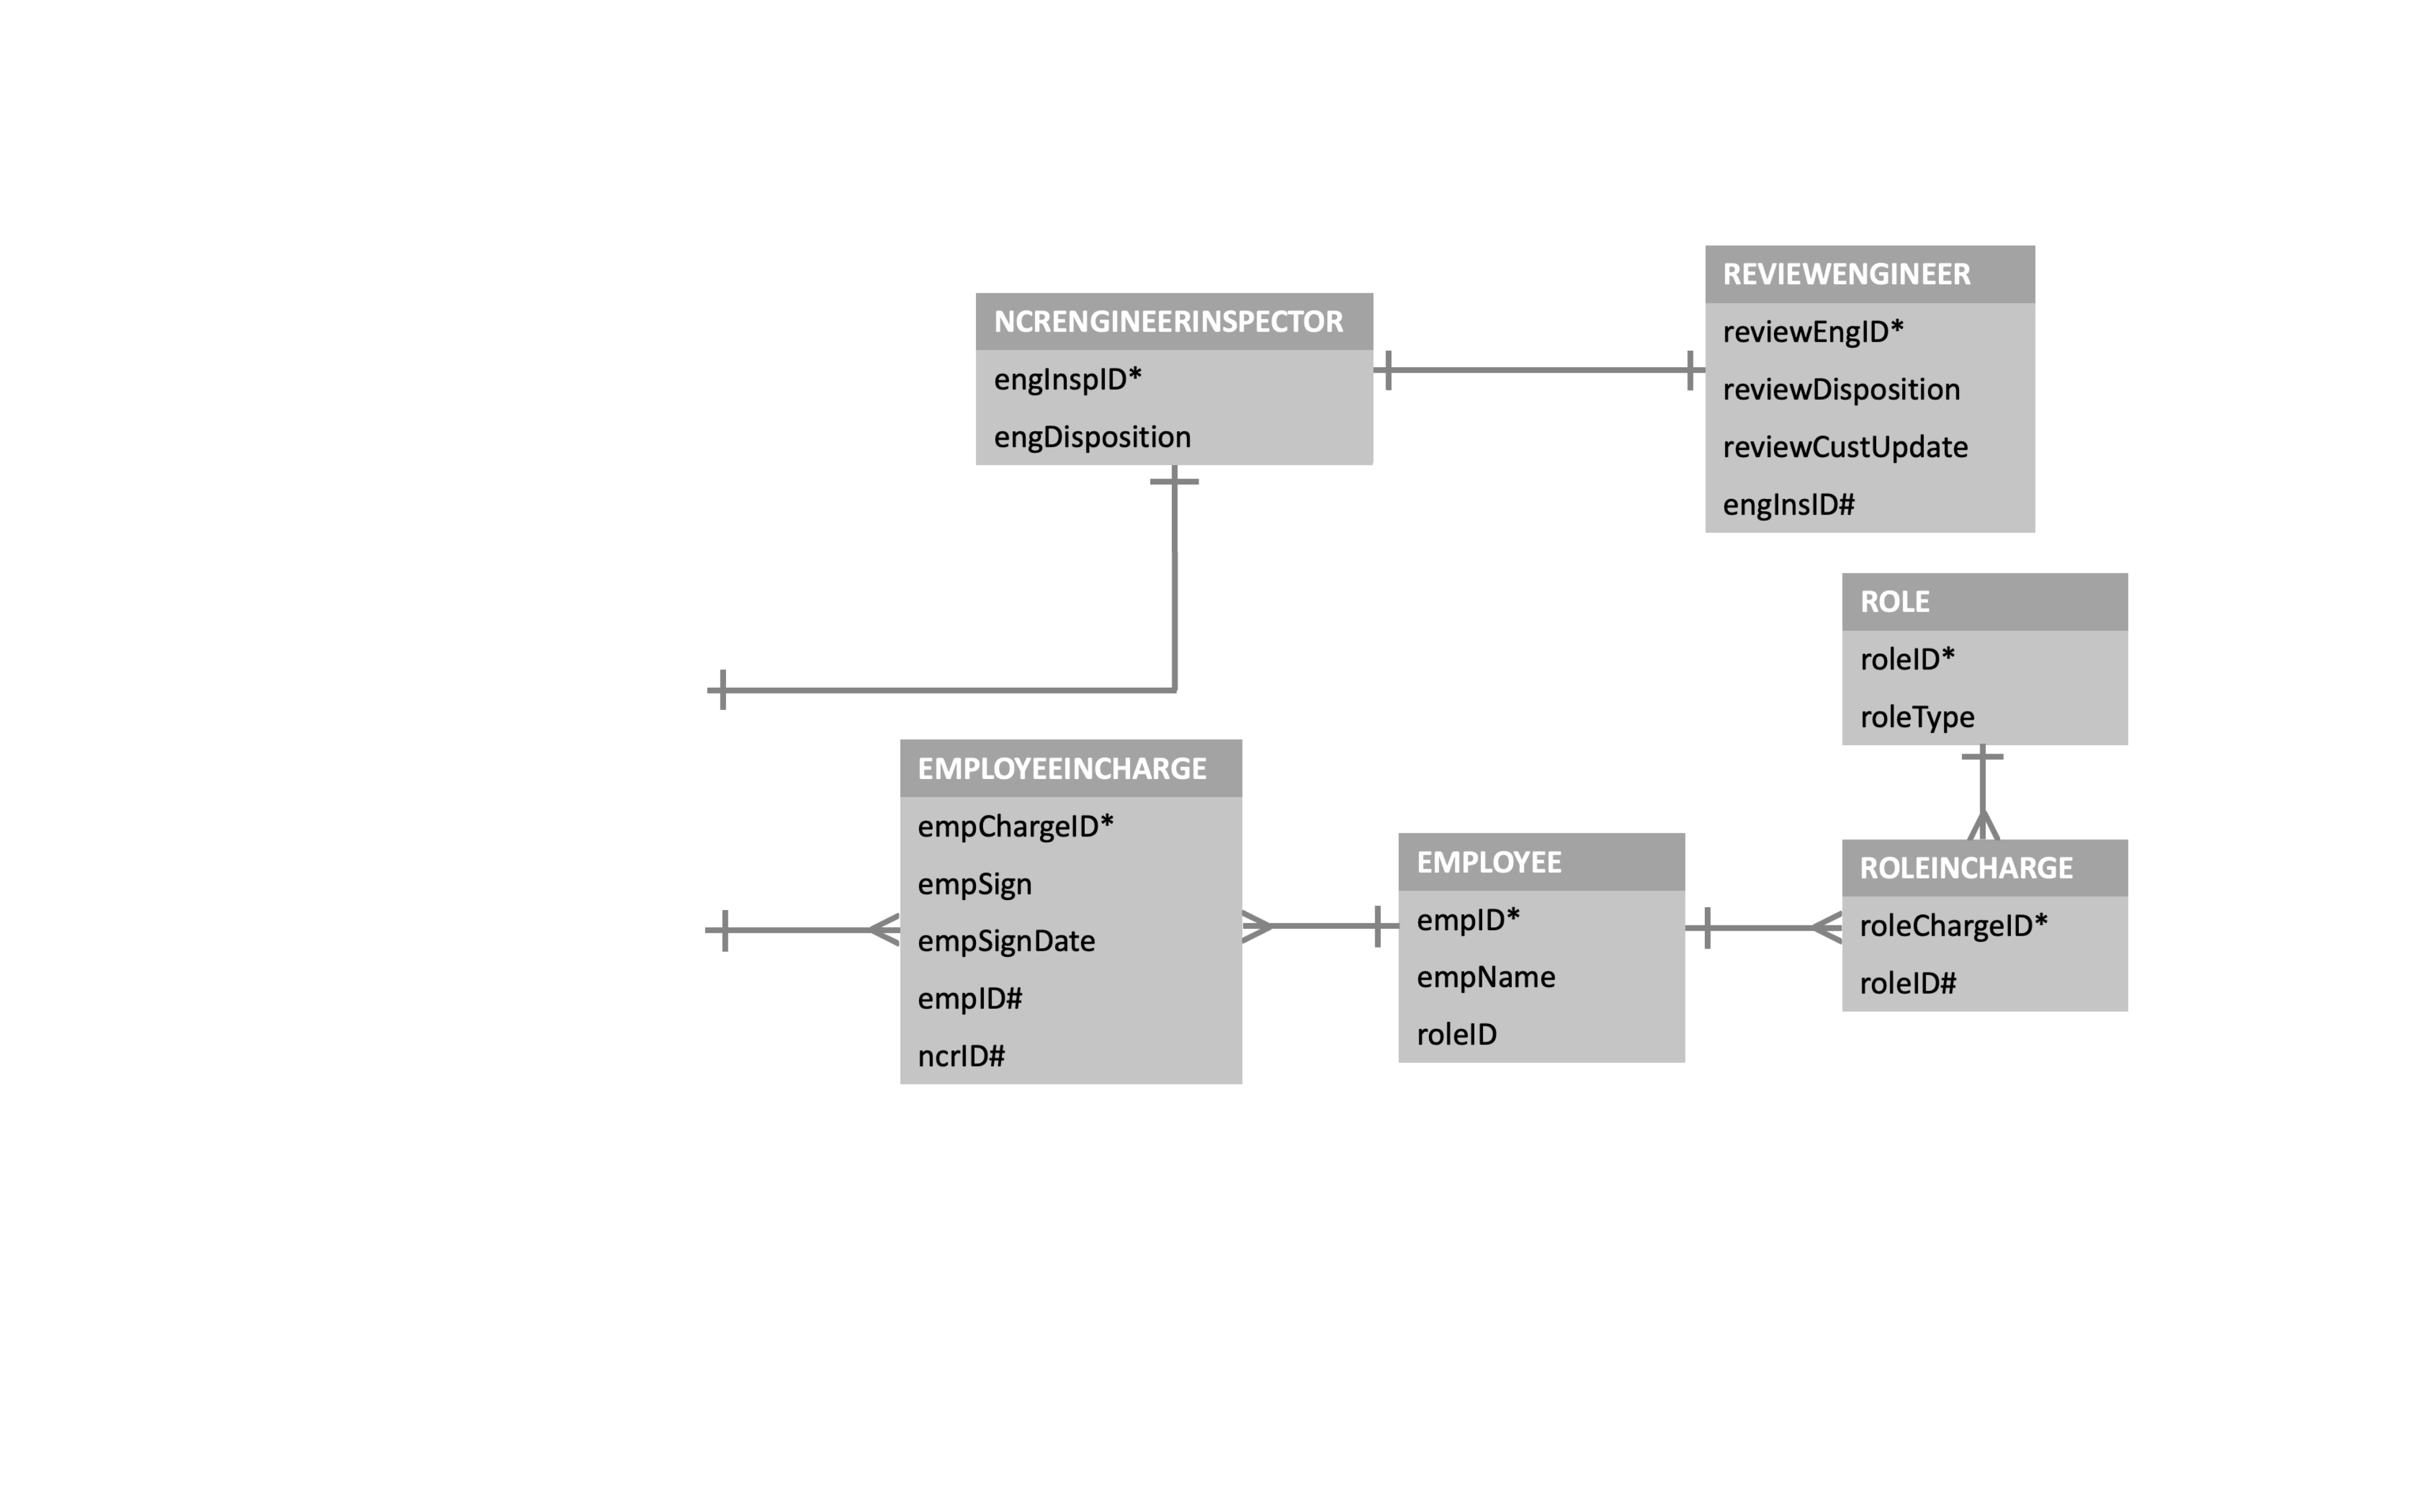 REVIEWENGINEER
reviewEngID*
reviewDisposition
reviewCustUpdate
engInsID#
NCRENGINEERINSPECTOR
engInspID*
engDisposition
ROLE
roleID*
roleType
EMPLOYEEINCHARGE
empChargeID*
empSign
empSignDate
empID#
ncrID#
EMPLOYEE
empID*
empName
roleID
ROLEINCHARGE
roleChargeID*
roleID#